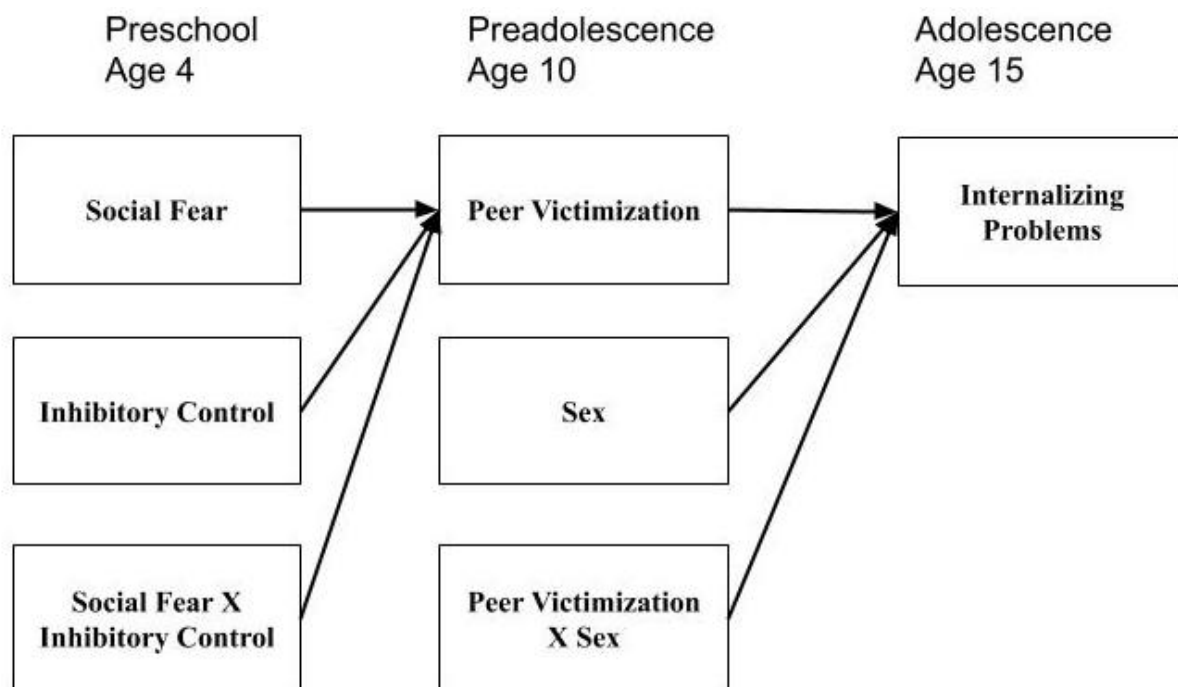 Preschool
Age 4
Preadolescence
Age 10
Adolescence
Age 15
Social Fear
Peer Victimization
Internalizing
Problems
Inhibitory Control
Sex
Social Fear X
Inhibitory Control
Peer Victimization
X Sex